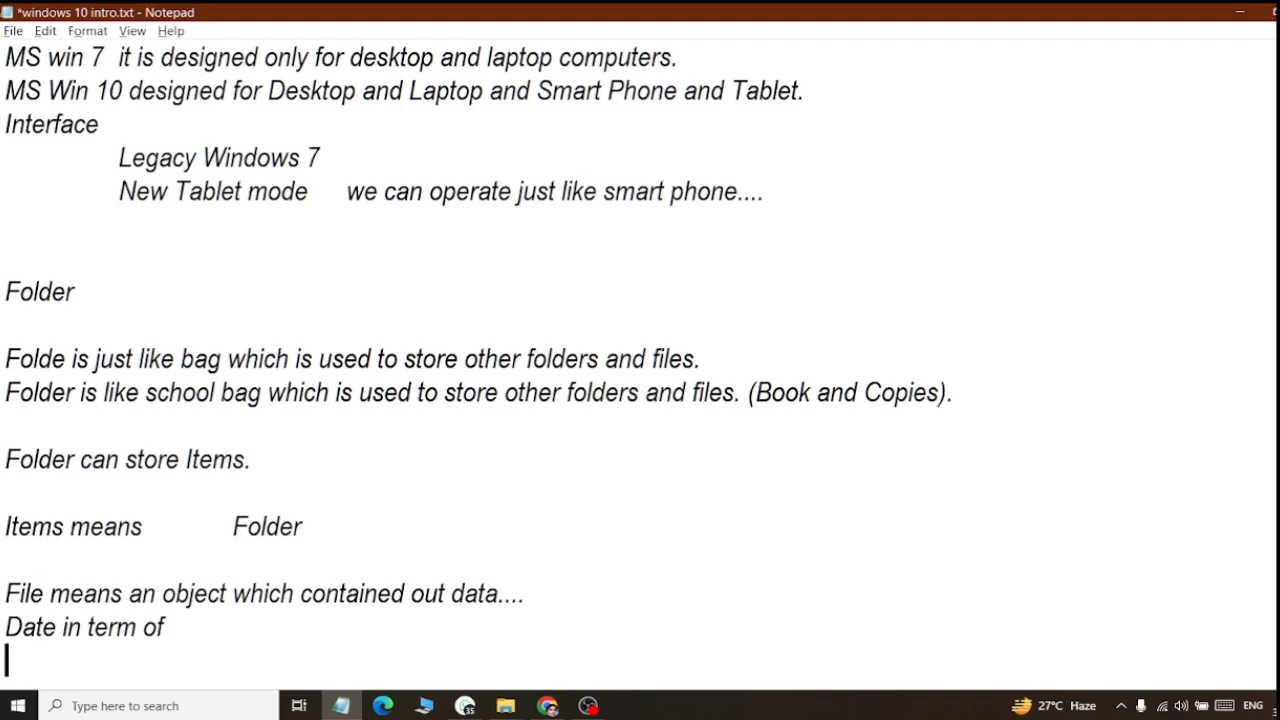 *windows 10 intro.txt - Notepad
File Edit Format View Help
MS win 7 it is designed only for desktop and laptop computers.
MS Win 10 designed for Desktop and Laptop and Smart Phone and Tablet.
Interface
Legacy Windows 7
New Tablet mode we can operate just like smart phone....
Folder
Folde is just like bag which is used to store other folders and files.
Folder is like school bag which is used to store other folders and files. (Book and Copies).
Folder can store Items.
Items means Folder
File means an object which contained out data....
Date in term of
Type here to search 35 27°C Haze ENG